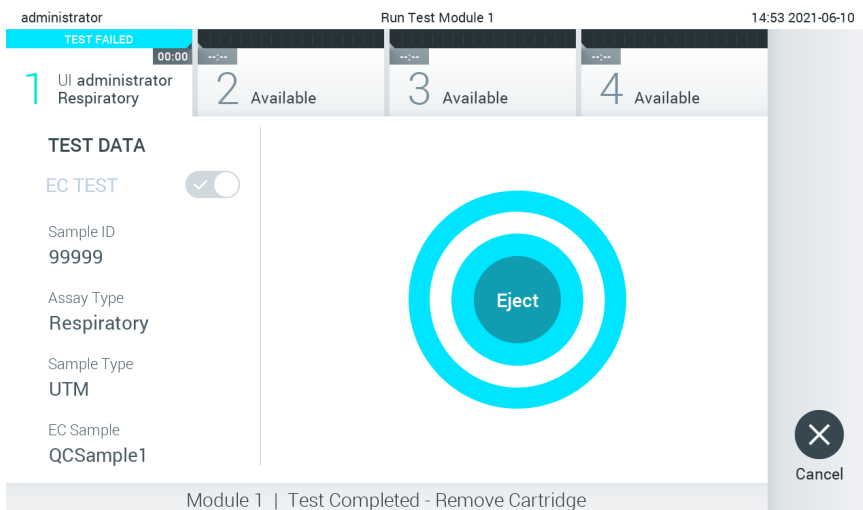 administrator
Run Test Module 1
14:53 2021-06-10
TEST FAILED
00:00
1
UI administrator
Respiratory
--:--
2
Available
--:--
3
Available
--:--
4
Available
TEST DATA
EC TEST
Sample ID
99999
Assay Type
Respiratory
Sample Type
UTM
EC Sample
QCSample1
Eject
Cancel
Module 1 | Test Completed - Remove Cartridge